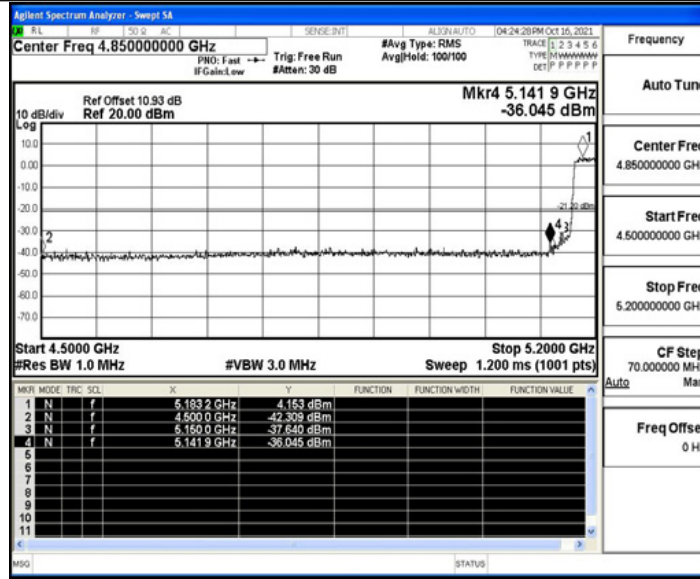 Agilent Spectrum Analyzer - Swept SA
RL RF 50 Ω AC SENSE:INT ALIGN AUTO 04:24:28 PM Oct 16, 2021
Center Freq 4.850000000 GHz
PNO: Fast
IFGain:Low
Trig: Free Run
#Atten: 30 dB
#Avg Type: RMS
Avg|Hold: 100/100
TRACE 1 2 3 4 5 6
TYPE M WWWWW
DET P P P P P P
Ref Offset 10.93 dB
Ref 20.00 dBm
10 dB/div
Log
Mkr4 5.141 9 GHz
-36.045 dBm
10.0
0.00
-10.0
-20.0
-30.0
-40.0
-50.0
-60.0
-70.0
-21.20 dBm
1
2
4 3
Start 4.5000 GHz
Stop 5.2000 GHz
#Res BW 1.0 MHz
#VBW 3.0 MHz
Sweep 1.200 ms (1001 pts)
MKR MODE TRC SCL X Y FUNCTION FUNCTION WIDTH FUNCTION VALUE
1 N f 5.183 2 GHz 4.153 dBm
2 N f 4.500 0 GHz -42.309 dBm
3 N f 5.150 0 GHz -37.640 dBm
4 N f 5.141 9 GHz -36.045 dBm
5
6
7
8
9
10
11
MSG
STATUS
Frequency
Auto Tun
Center Fre
4.850000000 GH
Start Fre
4.500000000 GH
Stop Fre
5.200000000 GH
CF Step
70.000000 MH
Auto Ma
Freq Offse
0 H